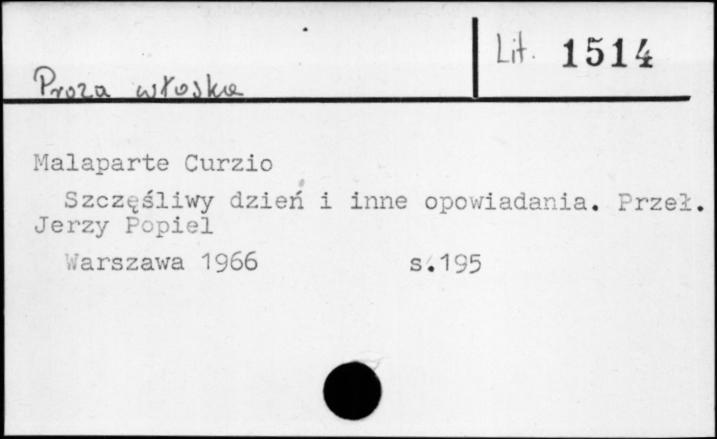 Proza włoska
Lit. 1514
Malaparte Curzio
Szczęśliwy dzień i inne opowiadania. Przeł.
Jerzy Popiel
Warszawa 1966 s.195